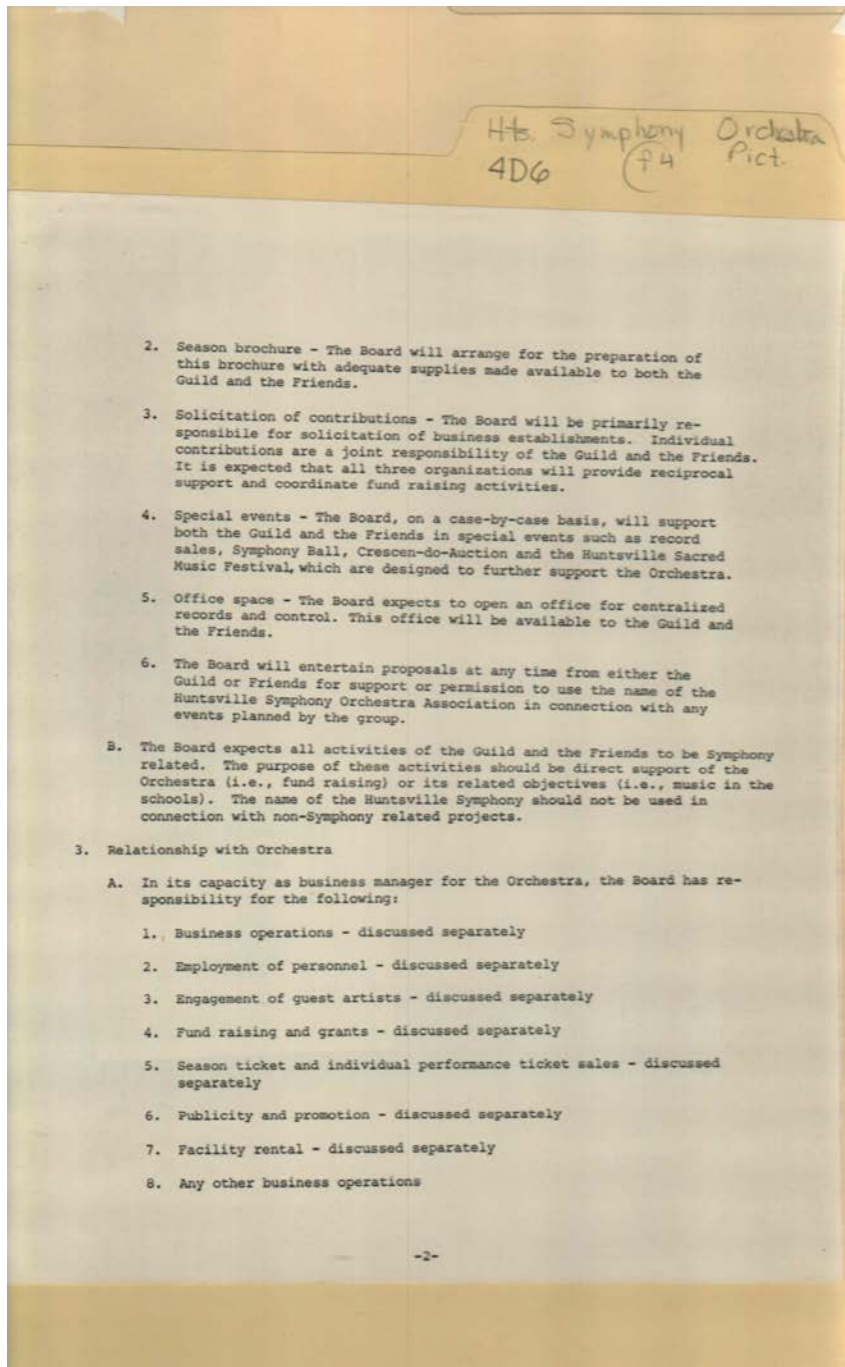 Hts. Symphony Orchestra
4D6 P4 Pict.
2. Season brochure - The Board will arrange for the preparation of
this brochure with adequate supplies made available to both the
Guild and the Friends.
3. Solicitation of contributions - The Board will be primarily re-
sponsibile for solicitation of business establishments. Individual
contributions are a joint responsibility of the Guild and the Friends.
It is expected that all three organizations will provide reciprocal
support and coordinate fund raising activities.
4. Special events - The Board, on a case-by-case basis, will support
both the Guild and the Friends in special events such as record
sales, Symphony Ball, Crescen-do-Auction and the Huntsville Sacred
Music Festival, which are designed to further support the Orchestra.
5. Office space - The Board expects to open an office for centralized
records and control. This office will be available to the Guild and
the Friends.
6. The Board will entertain proposals at any time from either the
Guild or Friends for support or permission to use the name of the
Huntsville Symphony Orchestra Association in connection with any
events planned by the group.
B. The Board expects all activities of the Guild and the Friends to be Symphony
related. The purpose of these activities should be direct support of the
Orchestra (i.e., fund raising) or its related objectives (i.e., music in the
schools). The name of the Huntsville Symphony should not be used in
connection with non-Symphony related projects.
3. Relationship with Orchestra
A. In its capacity as business manager for the Orchestra, the Board has re-
sponsibility for the following:
1. Business operations - discussed separately
2. Employment of personnel - discussed separately
3. Engagement of guest artists - discussed separately
4. Fund raising and grants - discussed separately
5. Season ticket and individual performance ticket sales - discussed
separately
6. Publicity and promotion - discussed separately
7. Facility rental - discussed separately
8. Any other business operations
-2-